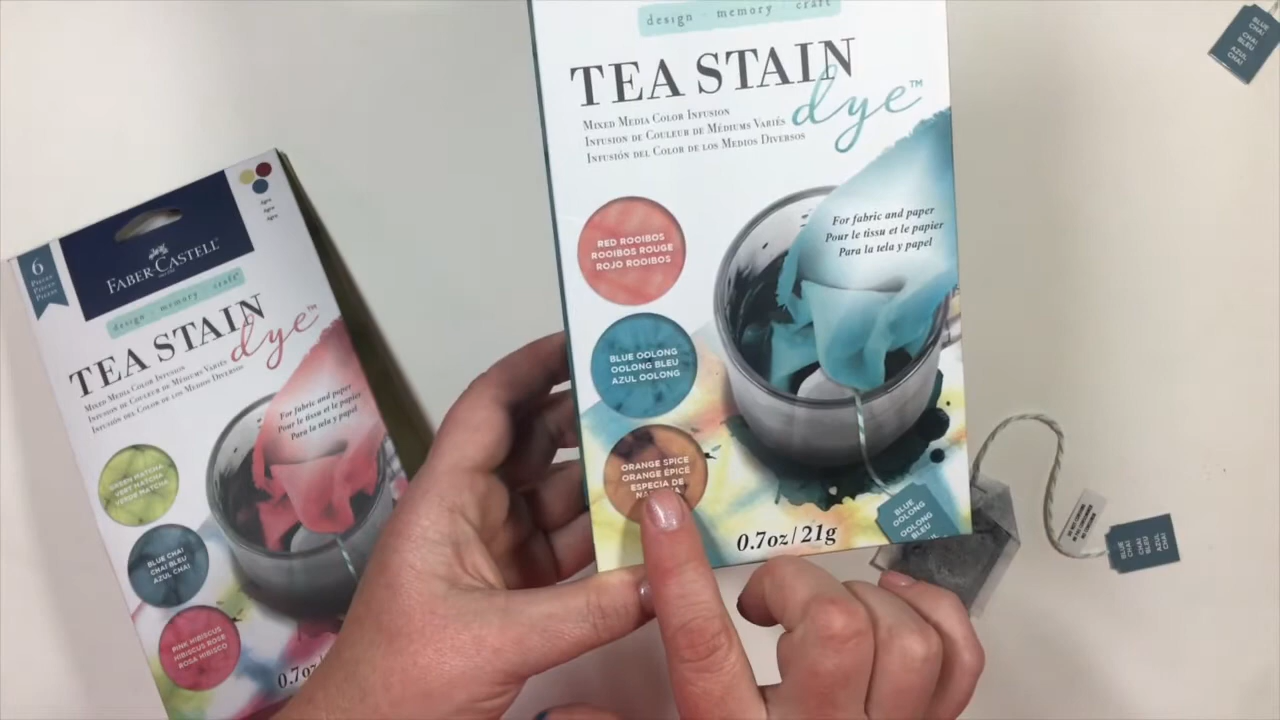 6
PIECES
PIÈCES
PIEZAS
FABER-CASTELL
design · memory · craft®
TEA STAIN
dye™
MIXED MEDIA COLOR INFUSION
INFUSION DE COULEUR DE MÉDIUMS VARIÉS
INFUSIÓN DEL COLOR DE LOS MEDIOS DIVERSOS
For fabric and paper
Pour le tissu et le papier
Para la tela y papel
GREEN MATCHA
VERT MATCHA
VERDE MATCHA
BLUE CHAI
CHAI BLEU
AZUL CHAI
PINK HIBISCUS
HIBISCUS ROSE
ROSA HIBISCO
0.7oz
design · memory · craft
TEA STAIN
dye™
MIXED MEDIA COLOR INFUSION
INFUSION DE COULEUR DE MÉDIUMS VARIÉS
INFUSIÓN DEL COLOR DE LOS MEDIOS DIVERSOS
For fabric and paper
Pour le tissu et le papier
Para la tela y papel
RED ROOIBOS
ROOIBOS ROUGE
ROJO ROOIBOS
BLUE OOLONG
OOLONG BLEU
AZUL OOLONG
ORANGE SPICE
ORANGE ÉPICÉ
ESPECIA DE
0.7oz/21g
BLUE
OOLONG
OOLONG
BLEU
BLUE
CHAI
CHAI
BLEU
AZUL
CHAI
BLUE
CHAI
CHAI
BLEU
AZUL
CHAI